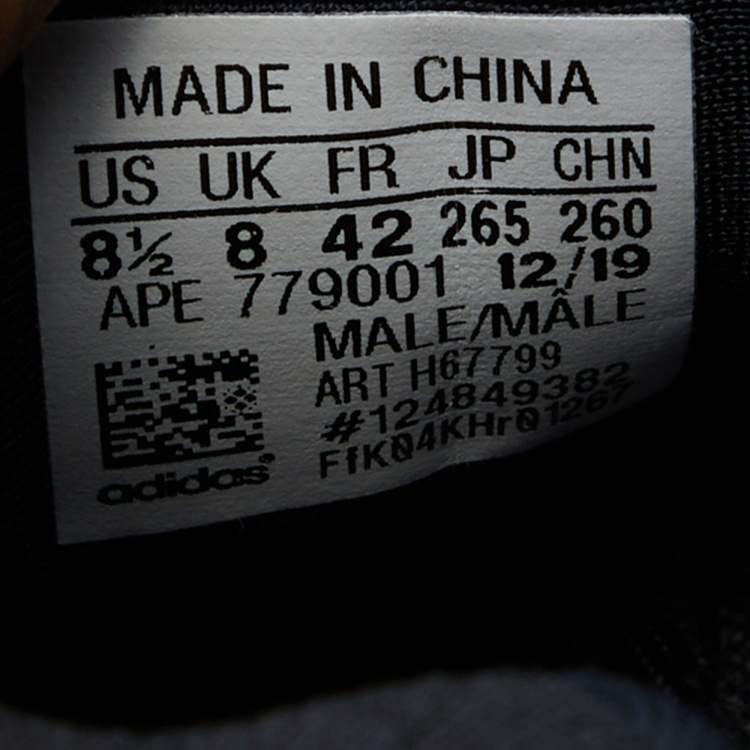 MADE IN CHINA
US UK FR JP CHN
8½ 8 42 265 260
APE 779001 12/19
MALE/MÂLE
ART H67799
#124849382
FfK04KHr01267
adidas®